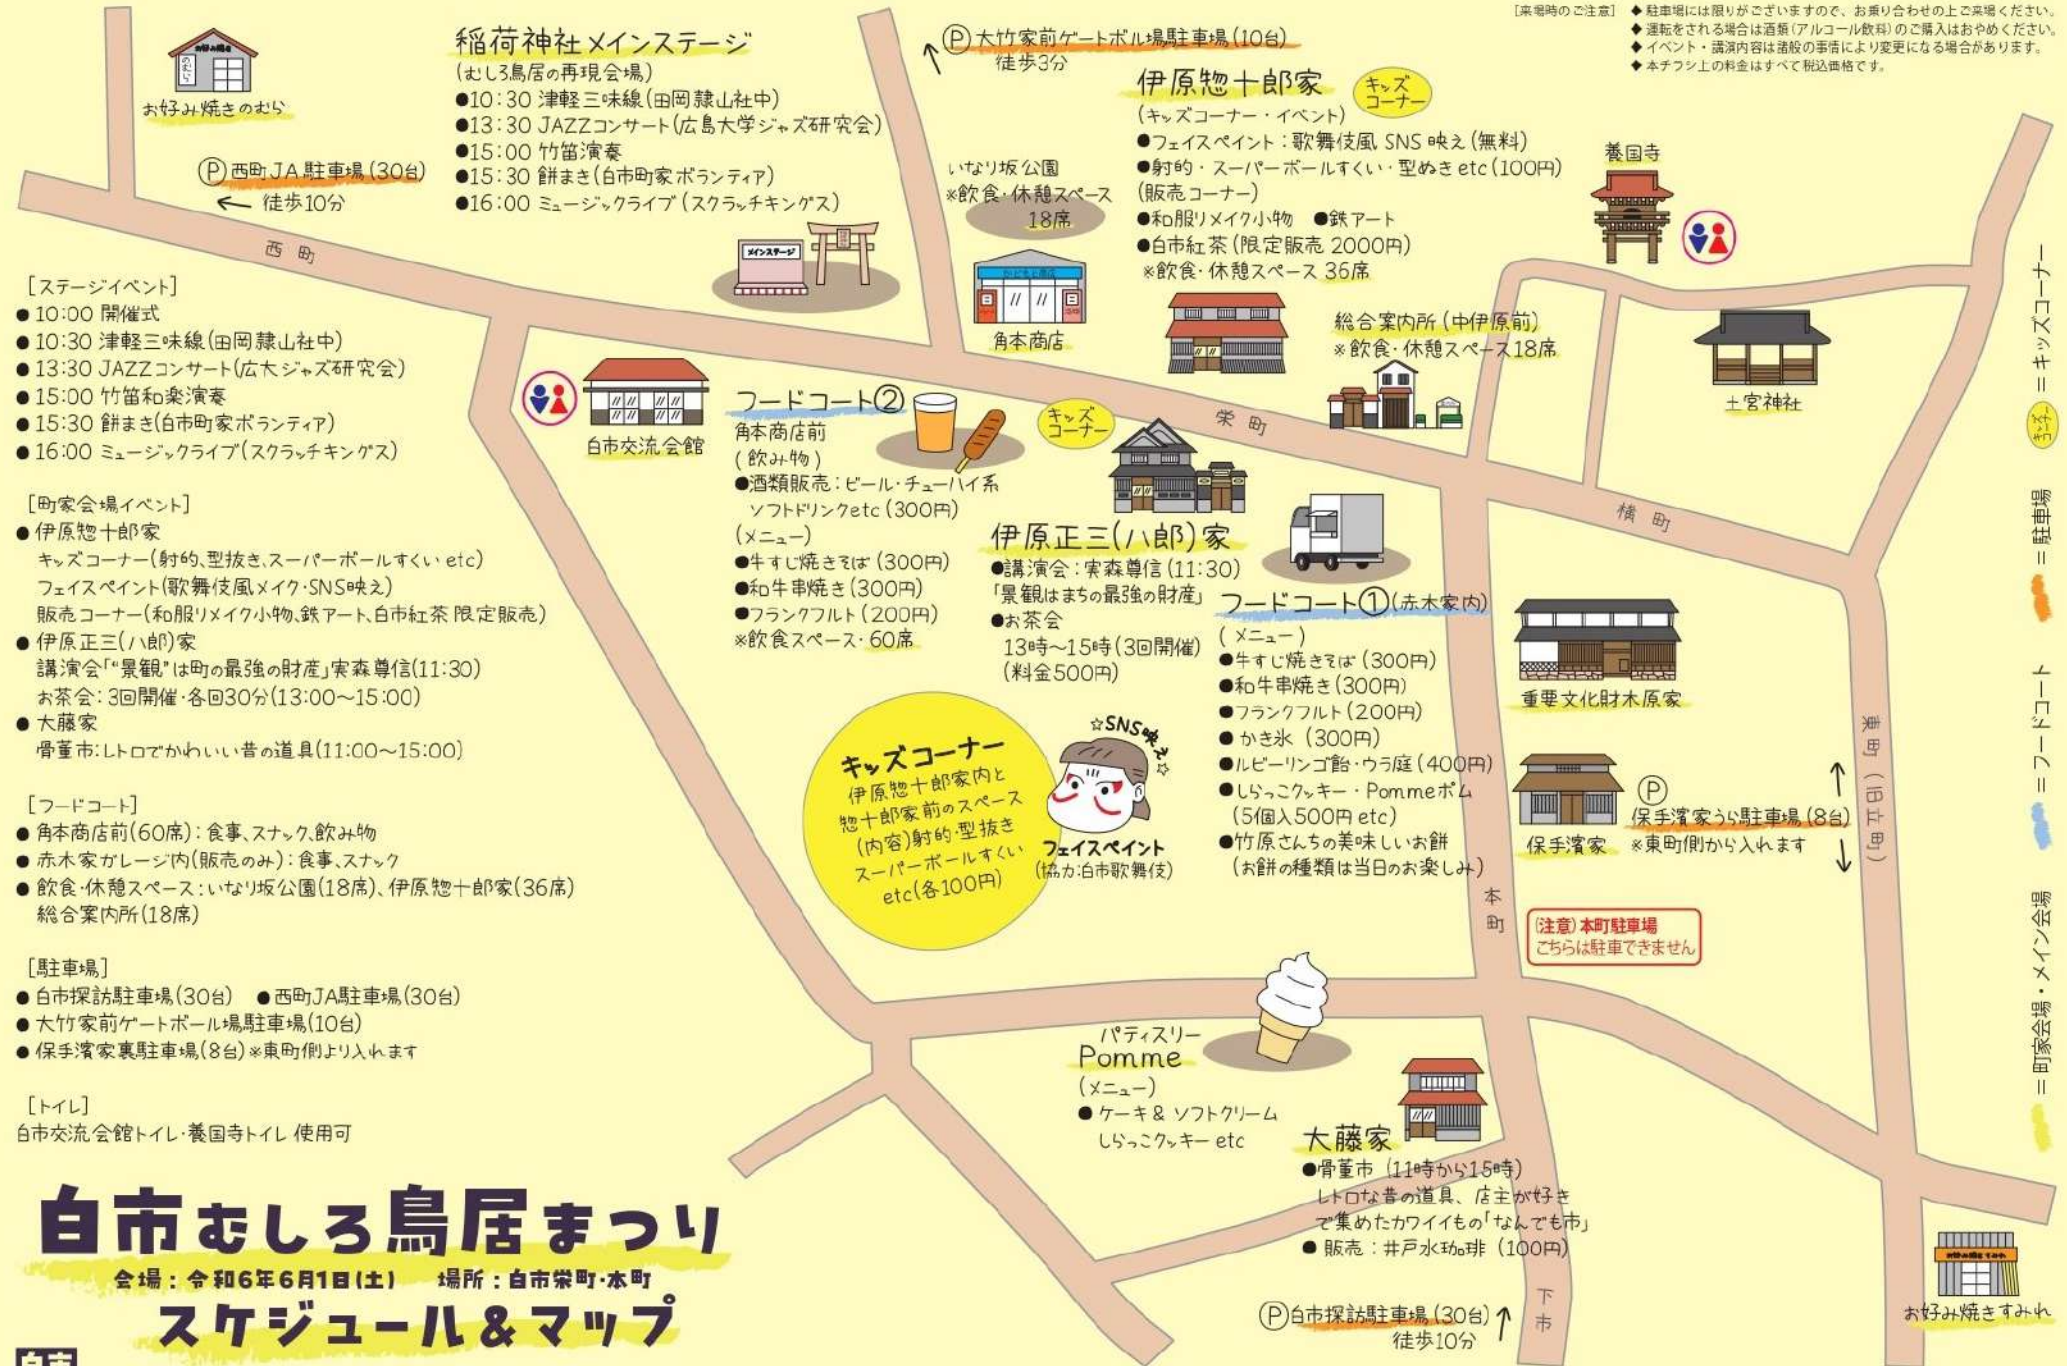 [来場時のご注意]
◆駐車場には限りがございますので、お乗り合わせの上ご来場ください。
◆運転をされる場合は酒類(アルコール飲料)のご購入はおやめください。
◆イベント・講演内容は諸般の事情により変更になる場合があります。
◆本チラシ上の料金はすべて税込価格です。
お好み焼き
のむら
お好み焼きのむら
Ⓟ西町JA駐車場(30台)
← 徒歩10分
西町
稲荷神社メインステージ
(むしろ鳥居の再現会場)
●10:30 津軽三味線(田岡隷山社中)
●13:30 JAZZコンサート(広島大学ジャズ研究会)
●15:00 竹笛演奏
●15:30 餅まき(白市町家ボランティア)
●16:00 ミュージックライブ(スクラッチキングス)
メインステージ
↑ Ⓟ大竹家前ゲートボル場駐車場(10台)
徒歩3分
いなり坂公園
※飲食・休憩スペース
18席
角本商店
伊原惣十郎家
キッズ
コーナー
(キッズコーナー・イベント)
●フェイスペイント:歌舞伎風 SNS 映え(無料)
●射的・スーパーボールすくい・型ぬきetc(100円)
(販売コーナー)
●和服リメイク小物 ●鉄アート
●白市紅茶(限定販売 2000円)
※飲食・休憩スペース 36席
総合案内所(中伊原前)
※飲食・休憩スペース18席
養国寺
土宮神社
栄町
横町
白市交流会館
[ステージイベント]
●10:00 開催式
●10:30 津軽三味線(田岡隷山社中)
●13:30 JAZZコンサート(広大ジャズ研究会)
●15:00 竹笛和楽演奏
●15:30 餅まき(白市町家ボランティア)
●16:00 ミュージックライブ(スクラッチキングス)
[町家会場イベント]
●伊原惣十郎家
キッズコーナー(射的、型抜き、スーパーボールすくい etc)
フェイスペイント(歌舞伎風メイク・SNS映え)
販売コーナー(和服リメイク小物、鉄アート、白市紅茶 限定販売)
●伊原正三(八郎)家
講演会「“景観”は町の最強の財産」実森尊信(11:30)
お茶会:3回開催・各回30分(13:00〜15:00)
●大藤家
骨董市:レトロでかわいい昔の道具(11:00〜15:00)
[フードコート]
●角本商店前(60席):食事、スナック、飲み物
●赤木家ガレージ内(販売のみ):食事、スナック
●飲食・休憩スペース:いなり坂公園(18席)、伊原惣十郎家(36席)
総合案内所(18席)
[駐車場]
●白市探訪駐車場(30台) ●西町JA駐車場(30台)
●大竹家前ゲートボール場駐車場(10台)
●保手濱家裏駐車場(8台)※東町側より入れます
[トイレ]
白市交流会館トイレ・養国寺トイレ 使用可
フードコート②
角本商店前
(飲み物)
●酒類販売:ビール・チューハイ系
ソフトドリンクetc(300円)
(メニュー)
●牛すじ焼きそば(300円)
●和牛串焼き(300円)
●フランクフルト(200円)
※飲食スペース・60席
キッズ
コーナー
伊原正三(八郎)家
●講演会:実森尊信(11:30)
「景観はまちの最強の財産」
●お茶会
13時〜15時(3回開催)
(料金500円)
フードコート①(赤木家内)
(メニュー)
●牛すじ焼きそば(300円)
●和牛串焼き(300円)
●フランクフルト(200円)
●かき氷(300円)
●ルビーリンゴ飴・ウラ庭(400円)
●しらっこクッキー・Pommeポム
(5個入500円 etc)
●竹原さんちの美味しいお餅
(お餅の種類は当日のお楽しみ)
キッズコーナー
伊原惣十郎家内と
惣十郎家前のスペース
(内容)射的・型抜き
スーパーボールすくい
etc(各100円)
☆SNS映え☆
フェイスペイント
(協力:白市歌舞伎)
重要文化財木原家
保手濱家
Ⓟ
保手濱家うら駐車場(8台)
※東町側から入れます
東町(旧立町)
本町
(注意)本町駐車場
こちらは駐車できません
パティスリー
Pomme
(メニュー)
●ケーキ& ソフトクリーム
しらっこクッキー etc
大藤家
●骨董市(11時から15時)
レトロな昔の道具、店主が好き
で集めたカワイイもの「なんでも市」
●販売:井戸水珈琲(100円)
Ⓟ白市探訪駐車場(30台)↑
徒歩10分
下市
お好み焼きすみれ
キッズコーナー =キッズコーナー
=駐車場
=フードコート
=町家会場・メイン会場
白市むしろ鳥居まつり
会場:令和6年6月1日(土) 場所:白市栄町・本町
スケジュール&マップ